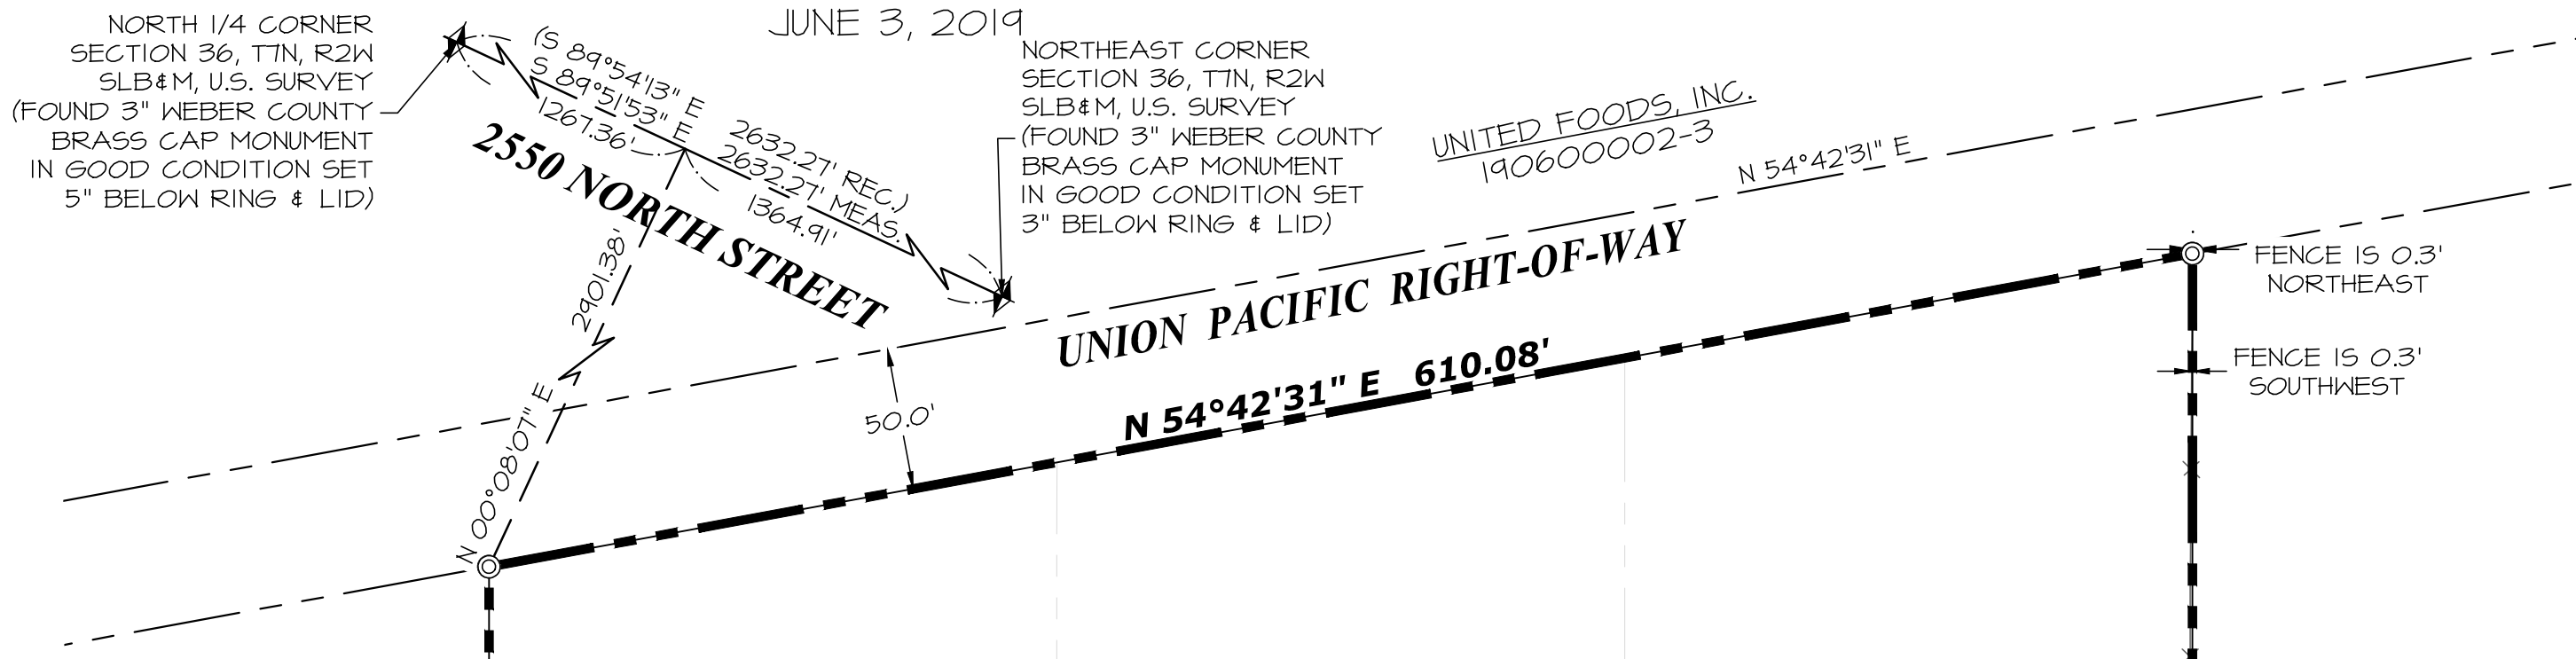 JUNE 3, 2019
NORTH 1/4 CORNER
SECTION 36, T7N, R2W
SLB&M, U.S. SURVEY
(FOUND 3" WEBER COUNTY
BRASS CAP MONUMENT
IN GOOD CONDITION SET
5" BELOW RING & LID)
(S 89°54'13" E 2632.27' REC.)
S 89°51'53" E 2632.27' MEAS.
1267.36'
1364.91'
2550 NORTH STREET
NORTHEAST CORNER
SECTION 36, T7N, R2W
SLB&M, U.S. SURVEY
(FOUND 3" WEBER COUNTY
BRASS CAP MONUMENT
IN GOOD CONDITION SET
3" BELOW RING & LID)
UNITED FOODS, INC.
190600002-3
N 54°42'31" E
UNION PACIFIC RIGHT-OF-WAY
N 54°42'31" E 610.08'
50.0'
N 00°08'07" E 2901.38'
FENCE IS 0.3'
NORTHEAST
FENCE IS 0.3'
SOUTHWEST